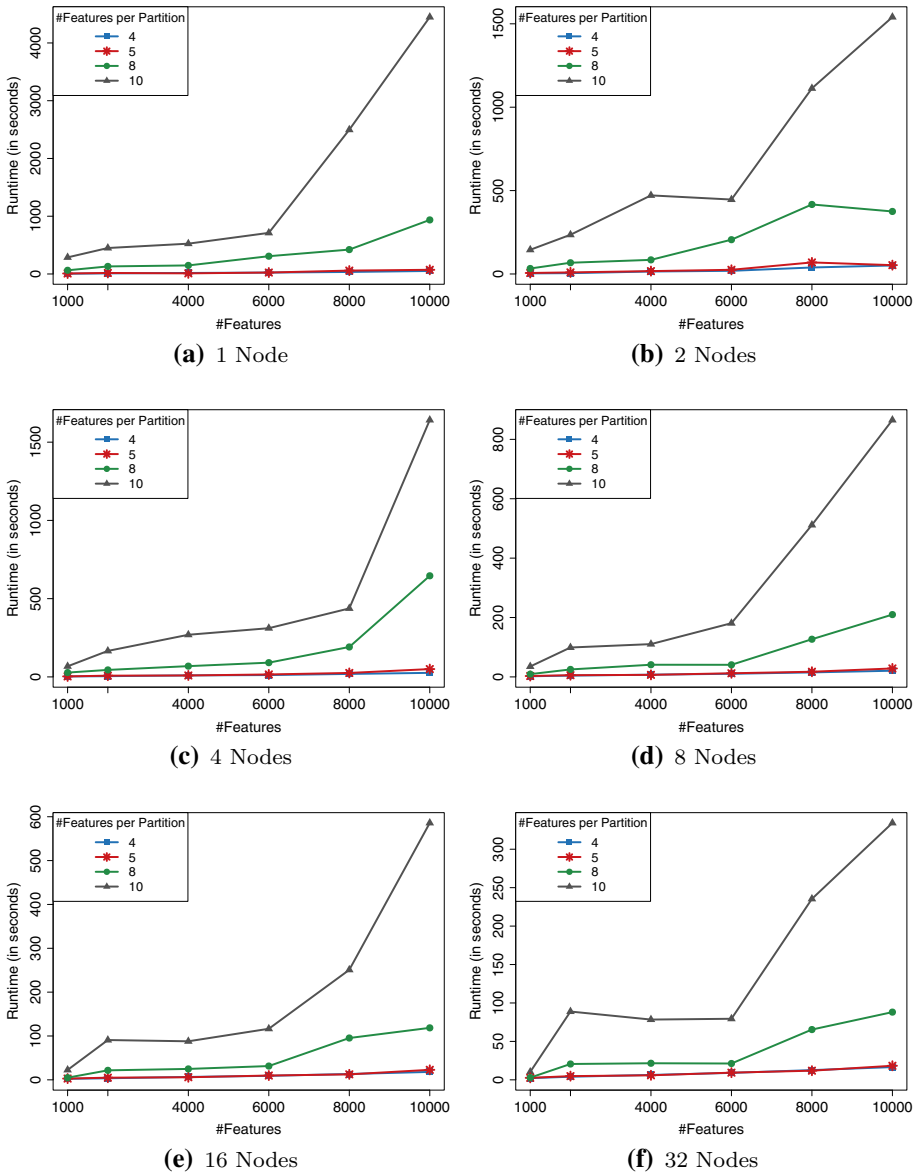 #Features per Partition
4
5
8
10
Runtime (in seconds)
0 1000 2000 3000 4000
1000 4000 6000 8000 10000
#Features
(a) 1 Node
#Features per Partition
4
5
8
10
Runtime (in seconds)
0 500 1000 1500
1000 4000 6000 8000 10000
#Features
(b) 2 Nodes
#Features per Partition
4
5
8
10
Runtime (in seconds)
0 500 1000 1500
1000 4000 6000 8000 10000
#Features
(c) 4 Nodes
#Features per Partition
4
5
8
10
Runtime (in seconds)
0 200 400 600 800
1000 4000 6000 8000 10000
#Features
(d) 8 Nodes
#Features per Partition
4
5
8
10
Runtime (in seconds)
0 100 200 300 400 500 600
1000 4000 6000 8000 10000
#Features
(e) 16 Nodes
#Features per Partition
4
5
8
10
Runtime (in seconds)
0 50 100 150 200 250 300
1000 4000 6000 8000 10000
#Features
(f) 32 Nodes